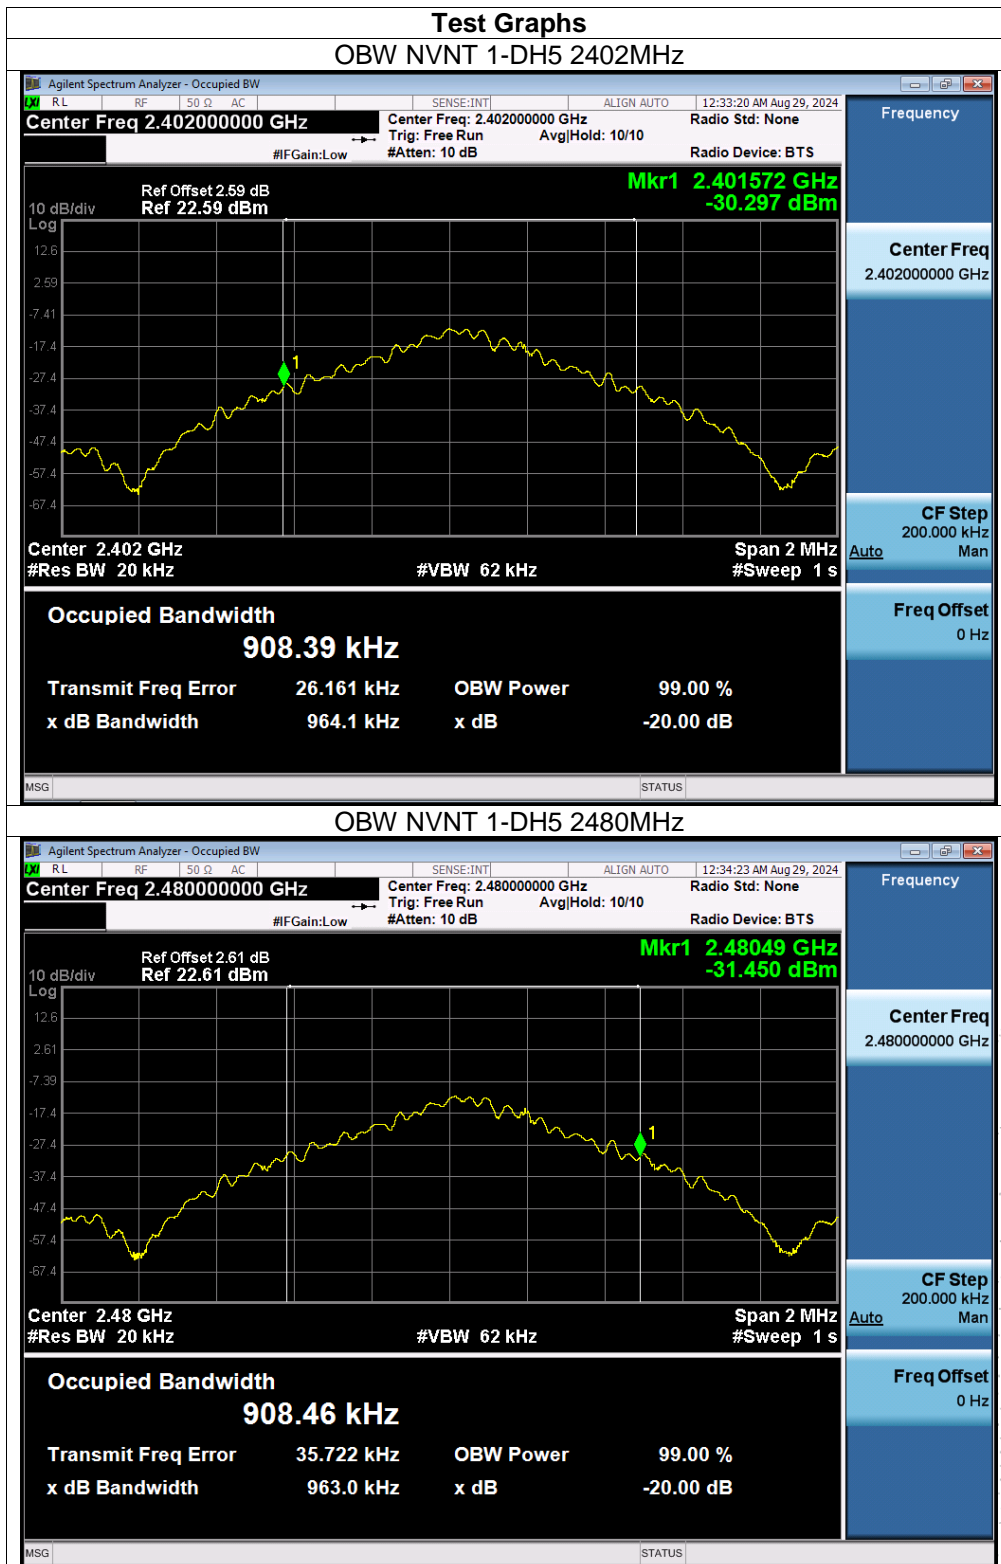 Test Graphs
OBW NVNT 1-DH5 2402MHz
Agilent Spectrum Analyzer - Occupied BW
LXI RL RF 50 Ω AC SENSE:INT ALIGN AUTO 12:33:20 AM Aug 29, 2024
Center Freq 2.402000000 GHz
Center Freq: 2.402000000 GHz
Radio Std: None
Trig: Free Run Avg|Hold: 10/10
#IFGain:Low
#Atten: 10 dB
Radio Device: BTS
Frequency
Mkr1 2.401572 GHz
-30.297 dBm
Ref Offset 2.59 dB
10 dB/div Ref 22.59 dBm
Log
12.6
2.59
-7.41
-17.4
-27.4
-37.4
-47.4
-57.4
-67.4
1
Center Freq
2.402000000 GHz
CF Step
200.000 kHz
Auto Man
Freq Offset
0 Hz
Center 2.402 GHz Span 2 MHz
#Res BW 20 kHz #VBW 62 kHz #Sweep 1 s
Occupied Bandwidth
908.39 kHz
Transmit Freq Error 26.161 kHz OBW Power 99.00 %
x dB Bandwidth 964.1 kHz x dB -20.00 dB
MSG STATUS
OBW NVNT 1-DH5 2480MHz
Agilent Spectrum Analyzer - Occupied BW
LXI RL RF 50 Ω AC SENSE:INT ALIGN AUTO 12:34:23 AM Aug 29, 2024
Center Freq 2.480000000 GHz
Center Freq: 2.480000000 GHz
Radio Std: None
Trig: Free Run Avg|Hold: 10/10
#IFGain:Low
#Atten: 10 dB
Radio Device: BTS
Frequency
Mkr1 2.48049 GHz
-31.450 dBm
Ref Offset 2.61 dB
10 dB/div Ref 22.61 dBm
Log
12.6
2.61
-7.39
-17.4
-27.4
-37.4
-47.4
-57.4
-67.4
1
Center Freq
2.480000000 GHz
CF Step
200.000 kHz
Auto Man
Freq Offset
0 Hz
Center 2.48 GHz Span 2 MHz
#Res BW 20 kHz #VBW 62 kHz #Sweep 1 s
Occupied Bandwidth
908.46 kHz
Transmit Freq Error 35.722 kHz OBW Power 99.00 %
x dB Bandwidth 963.0 kHz x dB -20.00 dB
MSG STATUS